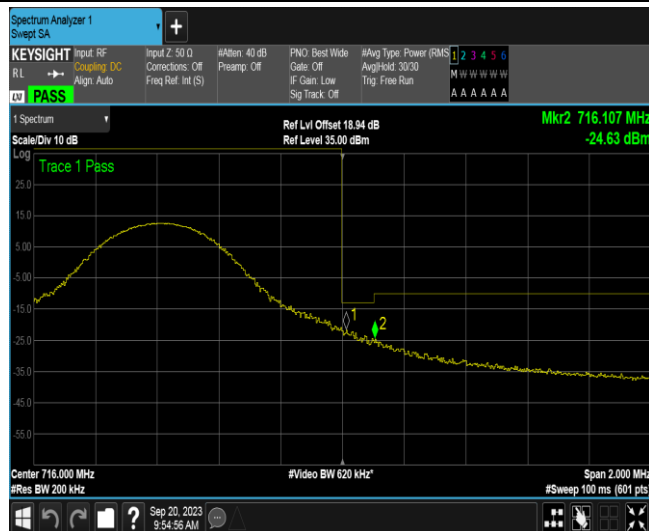 Spectrum Analyzer 1
Swept SA
+
KEYSIGHT
RL
LXI PASS
Input: RF
Coupling: DC
Align: Auto
Input Z: 50 Ω
Corrections: Off
Freq Ref: Int (S)
#Atten: 40 dB
Preamp: Off
PNO: Best Wide
Gate: Off
IF Gain: Low
Sig Track: Off
#Avg Type: Power (RMS
Avg|Hold: 30/30
Trig: Free Run
1 2 3 4 5 6
M W W W W W
A A A A A A
1 Spectrum
Scale/Div 10 dB
Ref Lvl Offset 18.94 dB
Ref Level 35.00 dBm
Mkr2 716.107 MHz
-24.63 dBm
Log
Trace 1 Pass
25.0
15.0
5.00
-5.00
-15.0
1
2
-25.0
-35.0
-45.0
-55.0
Center 716.000 MHz
#Video BW 620 kHz*
Span 2.000 MHz
#Res BW 200 kHz
#Sweep 100 ms (601 pts)
?
Sep 20, 2023
9:54:56 AM